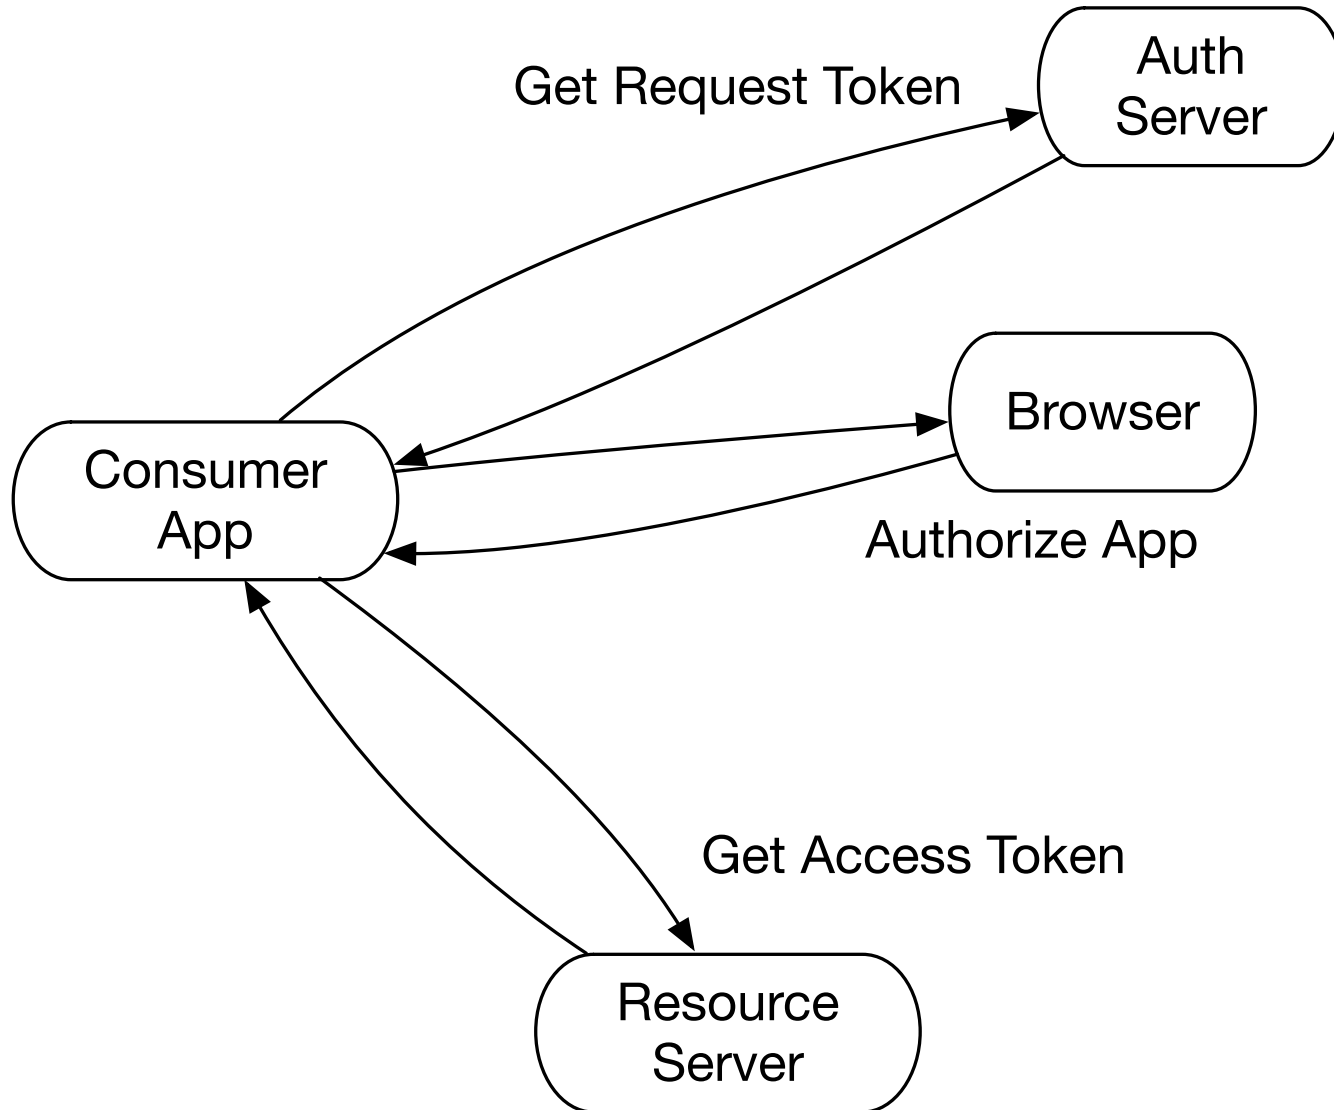 Auth
Server
Get Request Token
Browser
Consumer
App
Authorize App
Get Access Token
Resource
Server